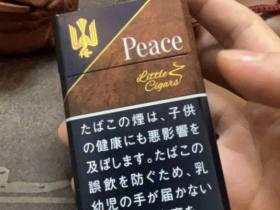 Peace
Little
Cigars
たばこの煙は、子供
の健康にも悪影響を
及ぼします。たばこの
誤飲を防ぐため、乳
幼児の手が届かない